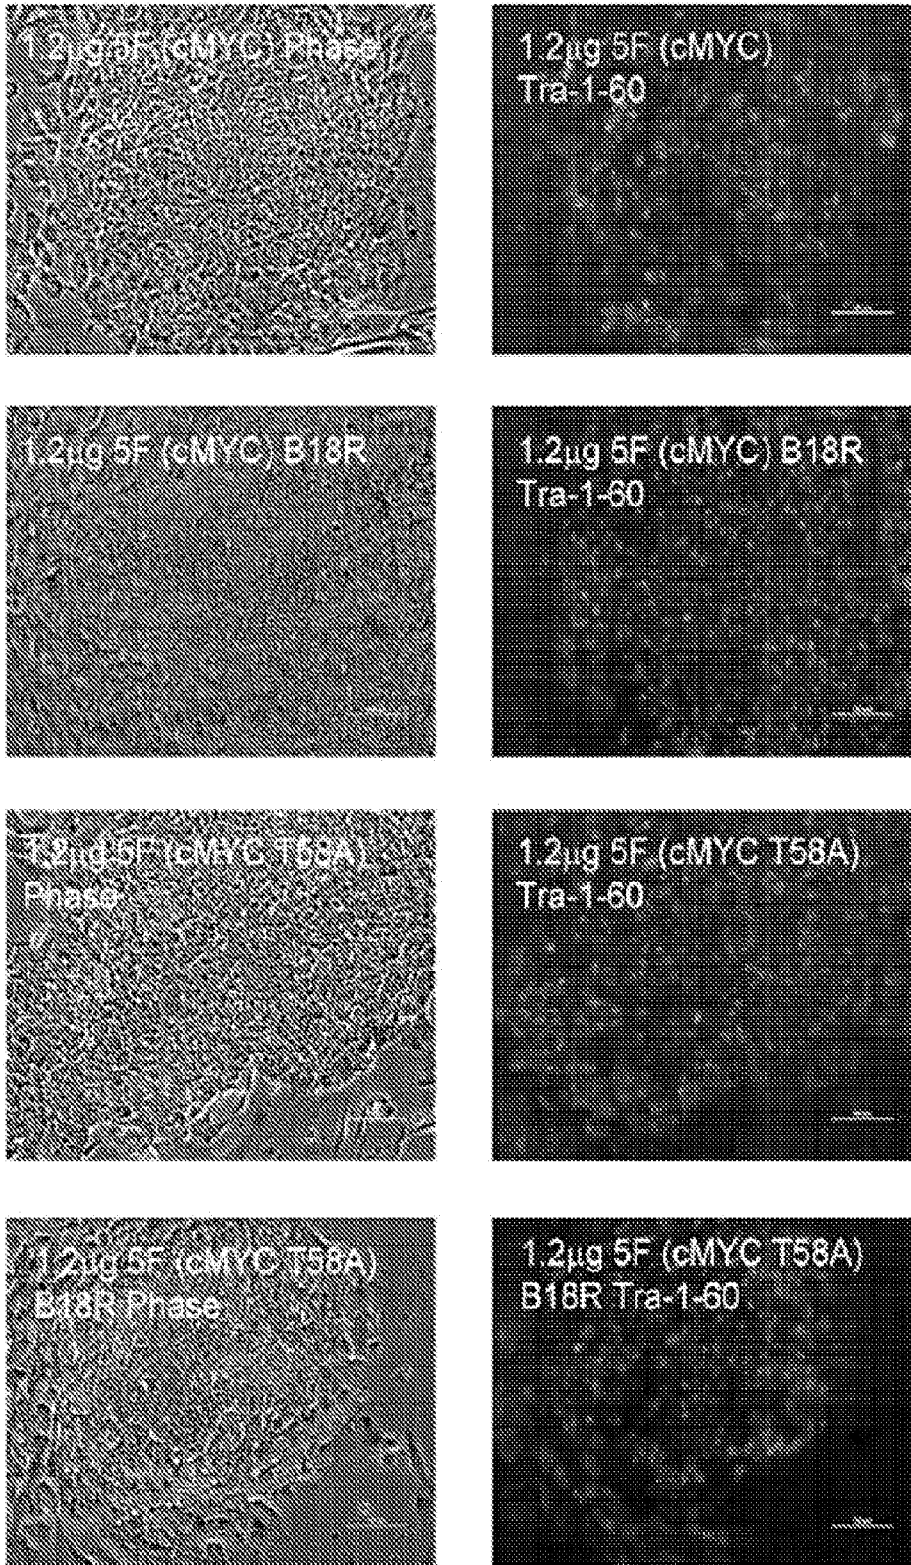 1.2µg 5F (cMYC) Phase
1.2µg 5F (cMYC)
Tra-1-60
1.2µg 5F (cMYC) B18R
1.2µg 5F (cMYC) B18R
Tra-1-60
1.2µg 5F (cMYC T58A)
Phase
1.2µg 5F (cMYC T58A)
Tra-1-60
1.2µg 5F (cMYC T58A)
B18R Phase
1.2µg 5F (cMYC T58A)
B18R Tra-1-60